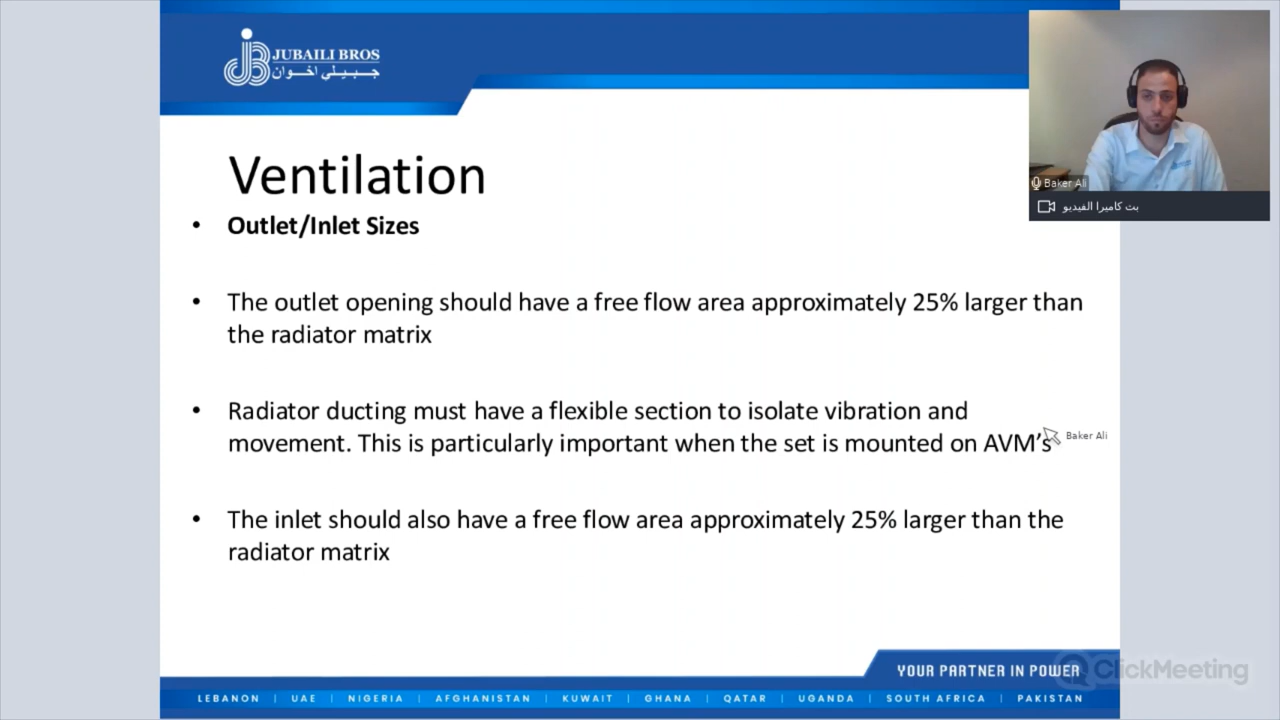 JUBAILI BROS
جبيلي اخوان
Ventilation
• Outlet/Inlet Sizes
• The outlet opening should have a free flow area approximately 25% larger than
the radiator matrix
• Radiator ducting must have a flexible section to isolate vibration and
movement. This is particularly important when the set is mounted on AVM’s
Baker Ali
• The inlet should also have a free flow area approximately 25% larger than the
radiator matrix
Baker Ali
بث كاميرا الفيديو
YOUR PARTNER IN POWER
ClickMeeting
LEBANON | UAE | NIGERIA | AFGHANISTAN | KUWAIT | GHANA | QATAR | UGANDA | SOUTH AFRICA | PAKISTAN